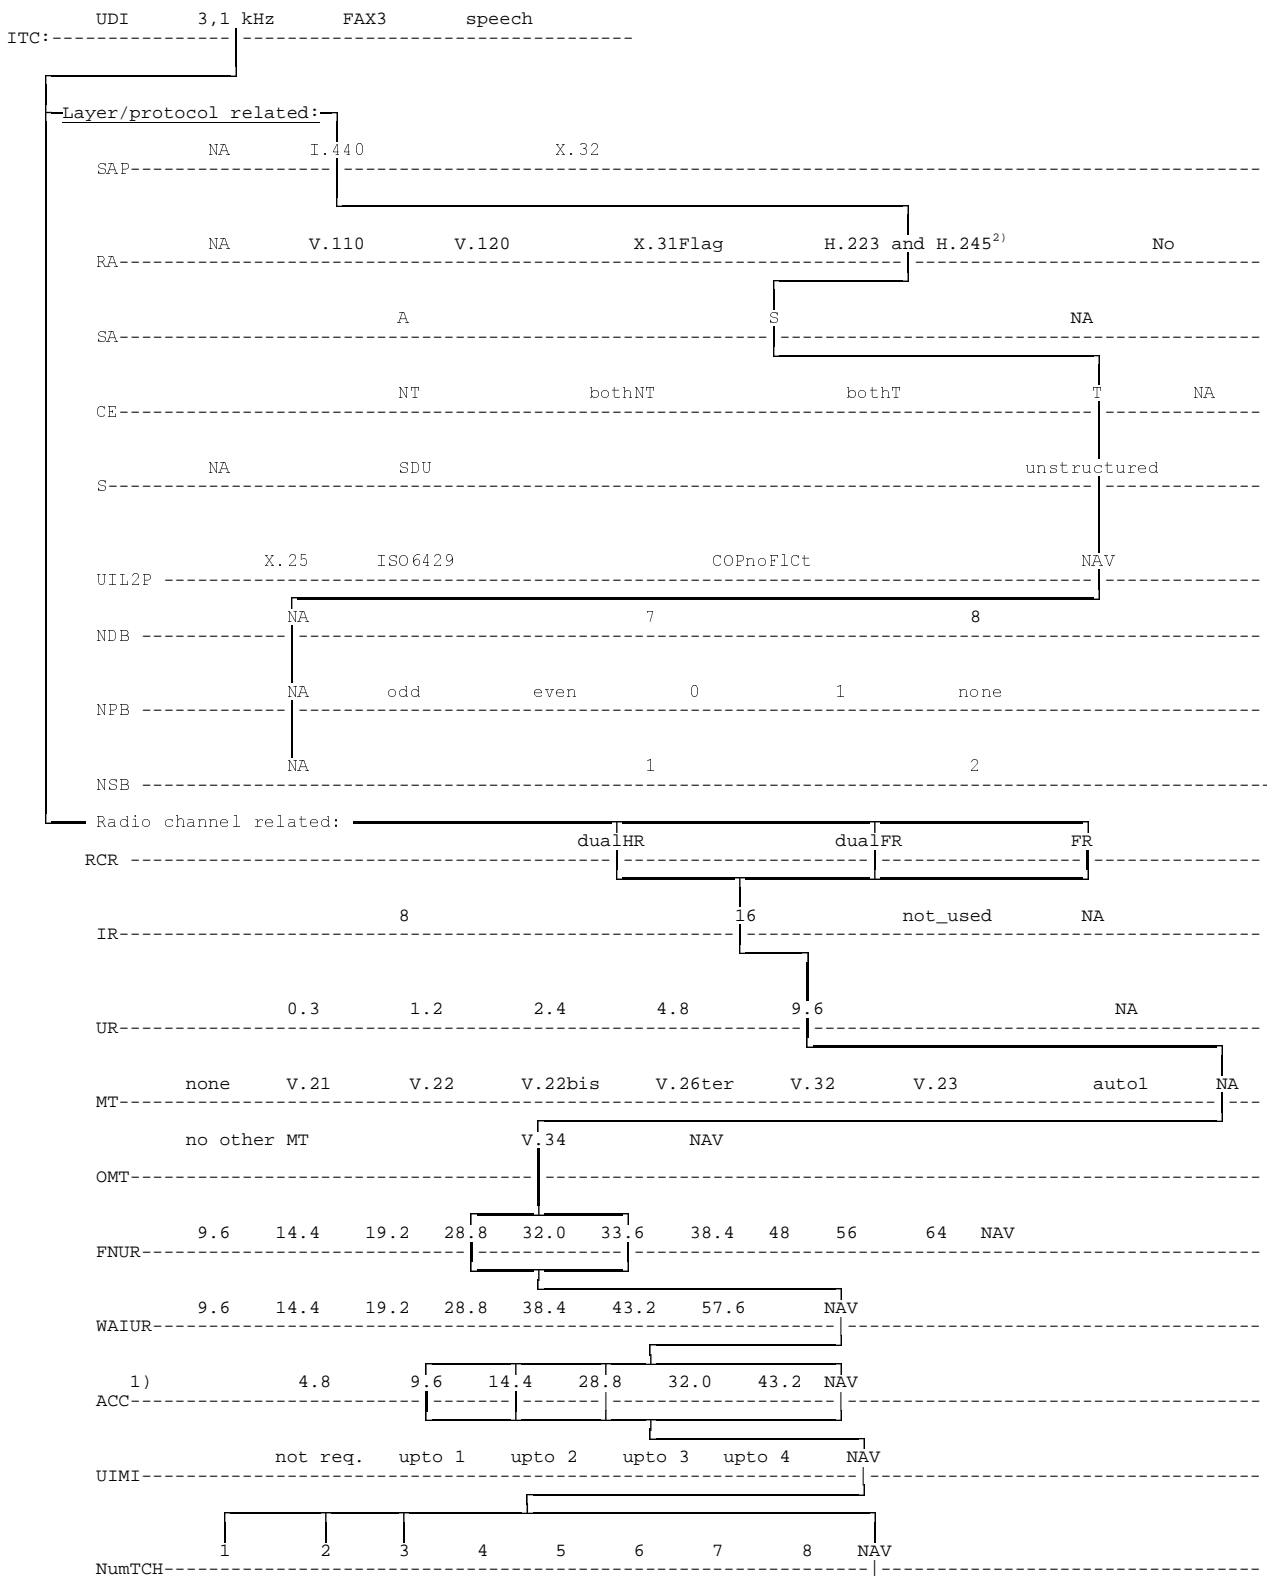 UDI 3,1 kHz FAX3 speech
ITC:
Layer/protocol related:
NA I.440 X.32
SAP
NA V.110 V.120 X.31Flag H.223 and H.245²⁾ No
RA
A S NA
SA
NT bothNT bothT T NA
CE
NA SDU unstructured
S
X.25 ISO6429 COPnoFlCt NAV
UIL2P
NA 7 8
NDB
NA odd even 0 1 none
NPB
NA 1 2
NSB
Radio channel related:
dualHR dualFR FR
RCR
8 16 not_used NA
IR
0.3 1.2 2.4 4.8 9.6 NA
UR
none V.21 V.22 V.22bis V.26ter V.32 V.23 auto1 NA
MT
no other MT V.34 NAV
OMT
9.6 14.4 19.2 28.8 32.0 33.6 38.4 48 56 64 NAV
FNUR
9.6 14.4 19.2 28.8 38.4 43.2 57.6 NAV
WAIUR
1) 4.8 9.6 14.4 28.8 32.0 43.2 NAV
ACC
not req. upto 1 upto 2 upto 3 upto 4 NAV
UIMI
1 2 3 4 5 6 7 8 NAV
NumTCH